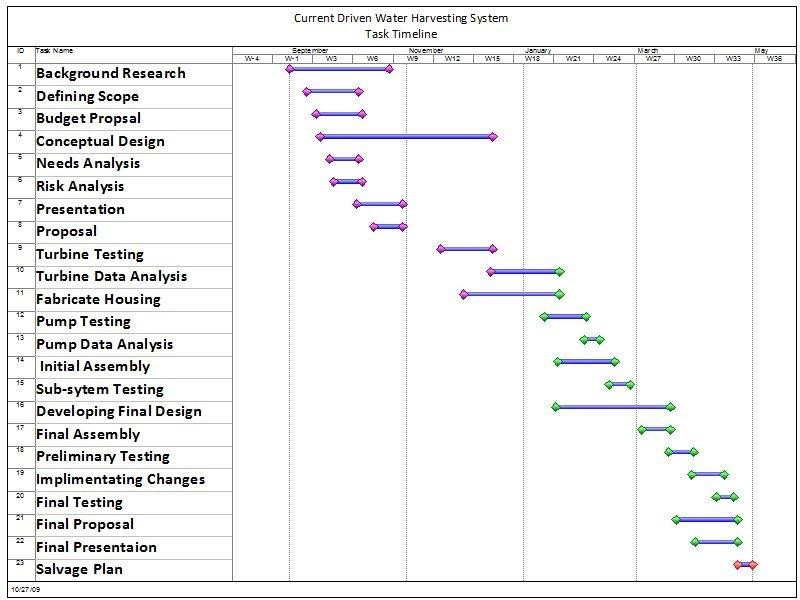 Current Driven Water Harvesting System
Task Timeline
ID Task Name September November January March May
W-4 W-1 W3 W6 W9 W12 W15 W18 W21 W24 W27 W30 W33 W36
1 Background Research
2 Defining Scope
3 Budget Propsal
4 Conceptual Design
5 Needs Analysis
6 Risk Analysis
7 Presentation
8 Proposal
9 Turbine Testing
10 Turbine Data Analysis
11 Fabricate Housing
12 Pump Testing
13 Pump Data Analysis
14 Initial Assembly
15 Sub-sytem Testing
16 Developing Final Design
17 Final Assembly
18 Preliminary Testing
19 Implimentating Changes
20 Final Testing
21 Final Proposal
22 Final Presentaion
23 Salvage Plan
10/27/09